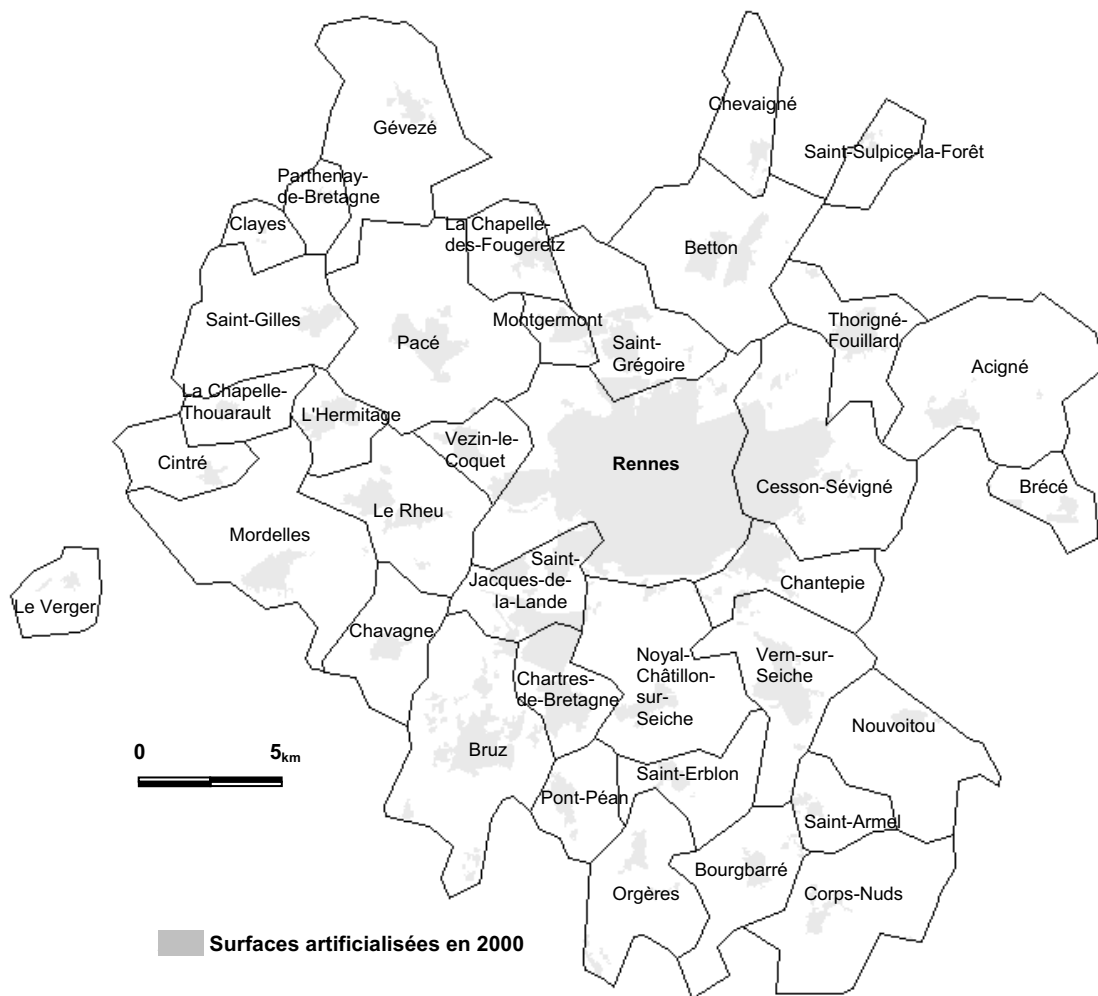 Chevaigné
Gévezé
Saint-Sulpice-la-Forêt
Parthenay-
de-Bretagne
Clayes
La Chapelle-
des-Fougeretz
Betton
Saint-Gilles
Montgermont
Pacé
Saint-
Grégoire
Thorigné-
Fouillard
Acigné
La Chapelle-
Thouarault
L'Hermitage
Vezin-le-
Coquet
Cintré
Rennes
Cesson-Sévigné
Brécé
Le Rheu
Mordelles
Saint-
Jacques-de-
la-Lande
Chantepie
Le Verger
Chavagne
Noyal-
Châtillon-
sur-
Seiche
Vern-sur-
Seiche
Chartres-
de-Bretagne
Nouvoitou
0 5km
Bruz
Saint-Erblon
Pont-Péan
Saint-Armel
Bourgbarré
Orgères
Corps-Nuds
Surfaces artificialisées en 2000